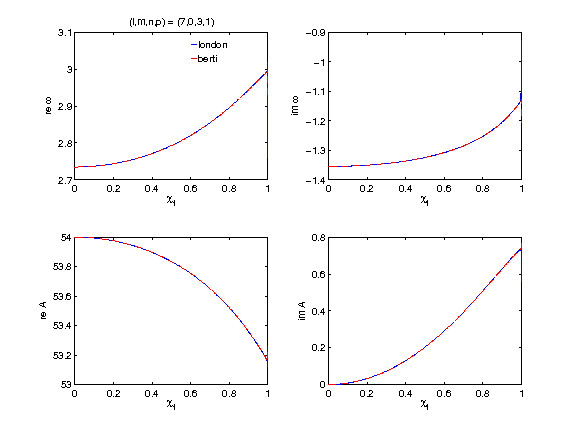 (l,m,n,p) = (7,0,3,1)
london
berti
re ω
3.1
3
2.9
2.8
2.7
0 0.2 0.4 0.6 0.8 1
χf
im ω
−0.9
−1
−1.1
−1.2
−1.3
−1.4
0 0.2 0.4 0.6 0.8 1
χf
re A
54
53.8
53.6
53.4
53.2
53
0 0.2 0.4 0.6 0.8 1
χf
im A
0.8
0.6
0.4
0.2
0
0 0.2 0.4 0.6 0.8 1
χf